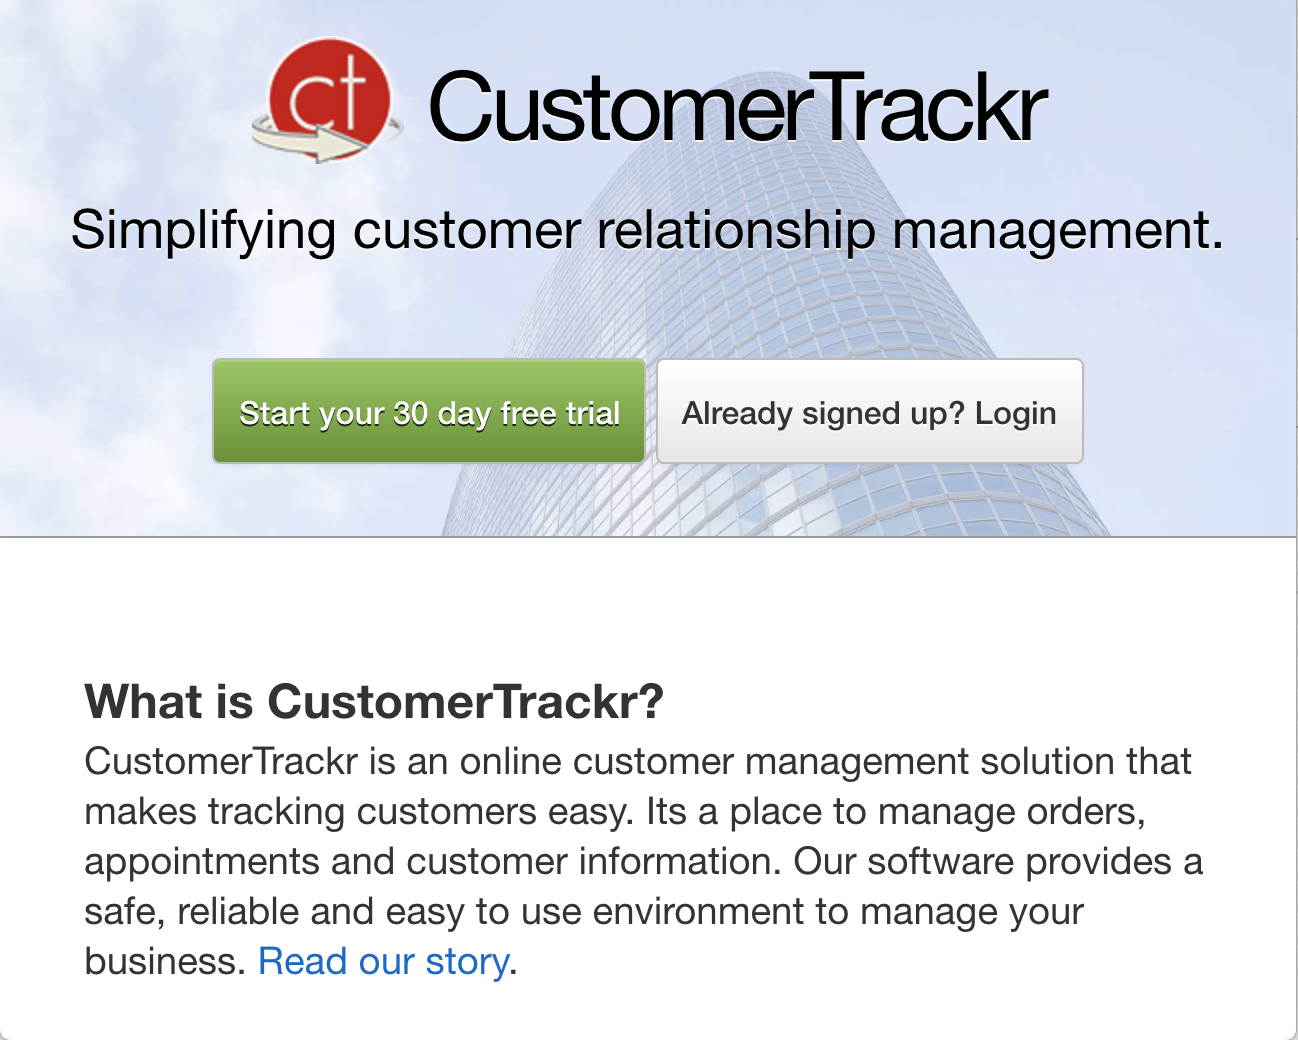 ct
CustomerTrackr
Simplifying customer relationship management.
Start your 30 day free trial
Already signed up? Login
What is CustomerTrackr?
CustomerTrackr is an online customer management solution that
makes tracking customers easy. Its a place to manage orders,
appointments and customer information. Our software provides a
safe, reliable and easy to use environment to manage your
business. Read our story.